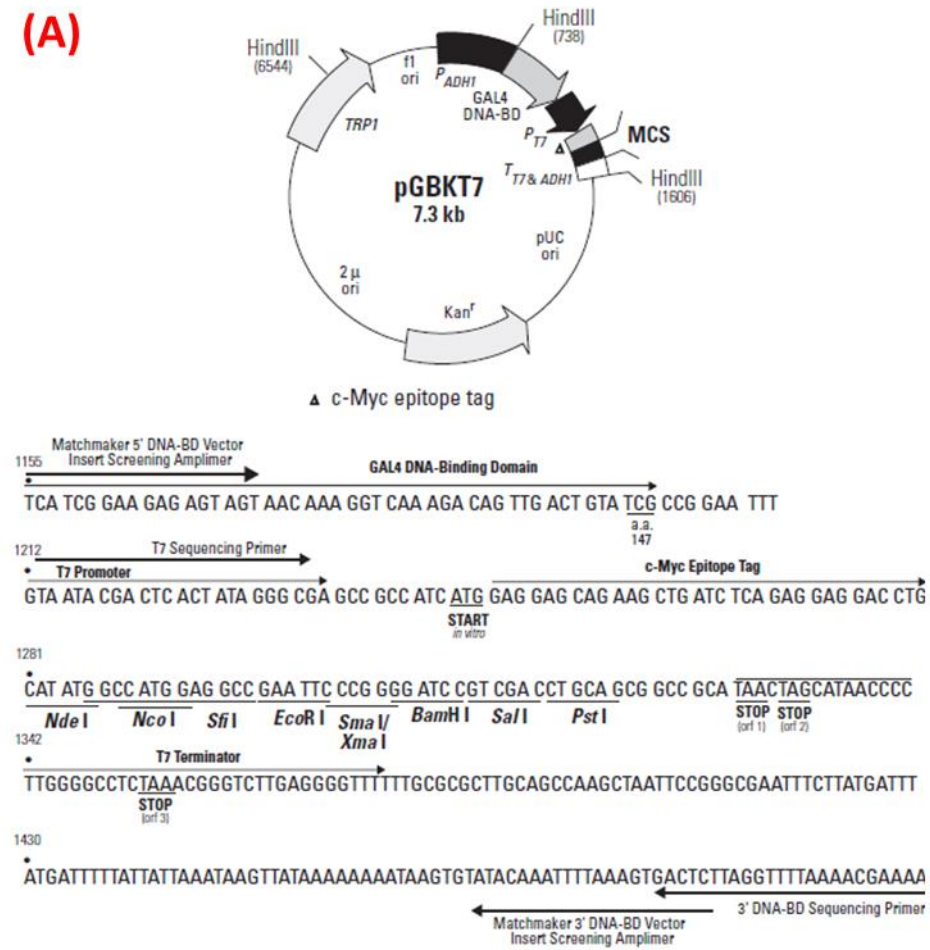 (A)
HindIII
(738)
HindIII
(6544)
f1
ori
P ADH1
GAL4
DNA-BD
TRP1
P T7
MCS
T T7 & ADH1
HindIII
(1606)
pGBKT7
7.3 kb
pUC
ori
2 µ
ori
Kanr
c-Myc epitope tag
Matchmaker 5' DNA-BD Vector
Insert Screening Amplimer
1155
GAL4 DNA-Binding Domain
TCA TCG GAA GAG AGT AGT AAC AAA GGT CAA AGA CAG TTG ACT GTA TCG CCG GAA TTT
a.a.
147
1212
T7 Sequencing Primer
T7 Promoter
c-Myc Epitope Tag
GTA ATA CGA CTC ACT ATA GGG CGA GCC GCC ATC ATG GAG GAG CAG AAG CTG ATC TCA GAG GAG GAC CTG
START
in vitro
1281
CAT ATG GCC ATG GAG GCC GAA TTC CCG GGG ATC CGT CGA CCT GCA GCG GCC GCA TAACTAGCATAACCCC
Nde I
Nco I
Sfi I
EcoR I
Sma I/
Xma I
BamH I
Sal I
Pst I
STOP
(orf 1)
STOP
(orf 2)
1342
T7 Terminator
TTGGGGCCTCTAAACGGGTCTTGAGGGGTTTTTTGCGCGCTTGCAGCCAAGCTAATTCCGGGCGAATTTCTTATGATTT
STOP
(orf 3)
1430
ATGATTTTTATTATTAAATAAGTTATAAAAAAAATAAGTGTATACAAATTTTAAAGTGACTCTTAGGTTTTAAAACGAAAA
3' DNA-BD Sequencing Primer
Matchmaker 3' DNA-BD Vector
Insert Screening Amplimer